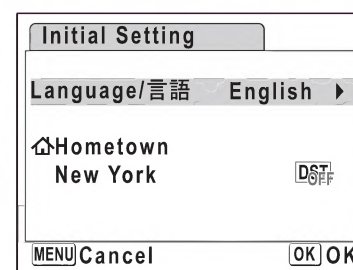 Initial Setting
Language/言語 English
Hometown
New York DST OFF
MENU Cancel OK OK